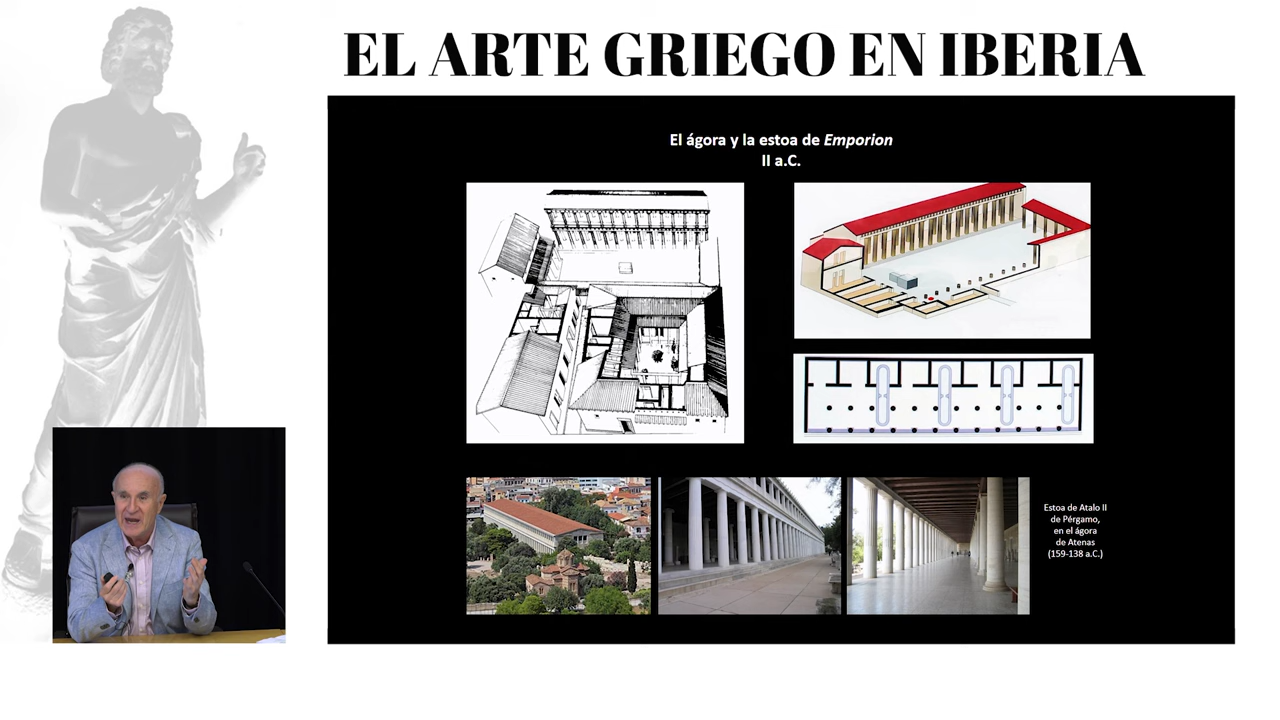 EL ARTE GRIEGO EN IBERIA
El ágora y la estoa de Emporion
II a.C.
Estoa de Atalo II
de Pérgamo,
en el ágora
de Atenas
(159-138 a.C.)